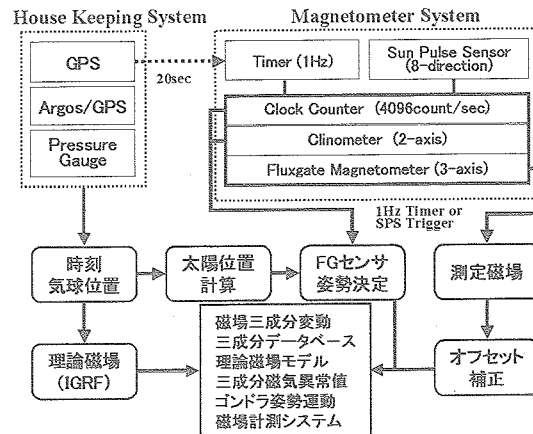 House Keeping System
Magnetometer System
GPS
Argos/GPS
Pressure
Gauge
20sec
Timer (1Hz)
Sun Pulse Sensor
(8-direction)
Clock Counter (4096count/sec)
Clinometer (2-axis)
Fluxgate Magnetometer (3-axis)
1Hz Timer or
SPS Trigger
時刻
気球位置
太陽位置
計算
FGセンサ
姿勢決定
測定磁場
理論磁場
(IGRF)
磁場三成分変動
三成分データベース
理論磁場モデル
三成分磁気異常値
ゴンドラ姿勢運動
磁場計測システム
オフセット
補正